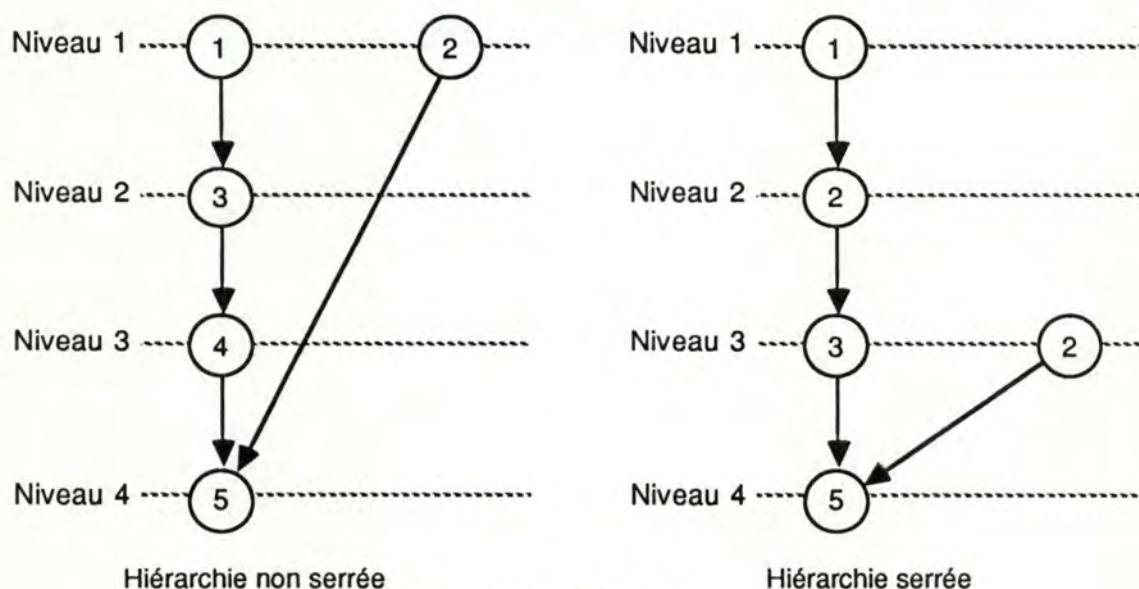 Niveau 1 1 2
Niveau 2 3
Niveau 3 4
Niveau 4 5
Hiérarchie non serrée
Niveau 1 1
Niveau 2 2
Niveau 3 3 2
Niveau 4 5
Hiérarchie serrée